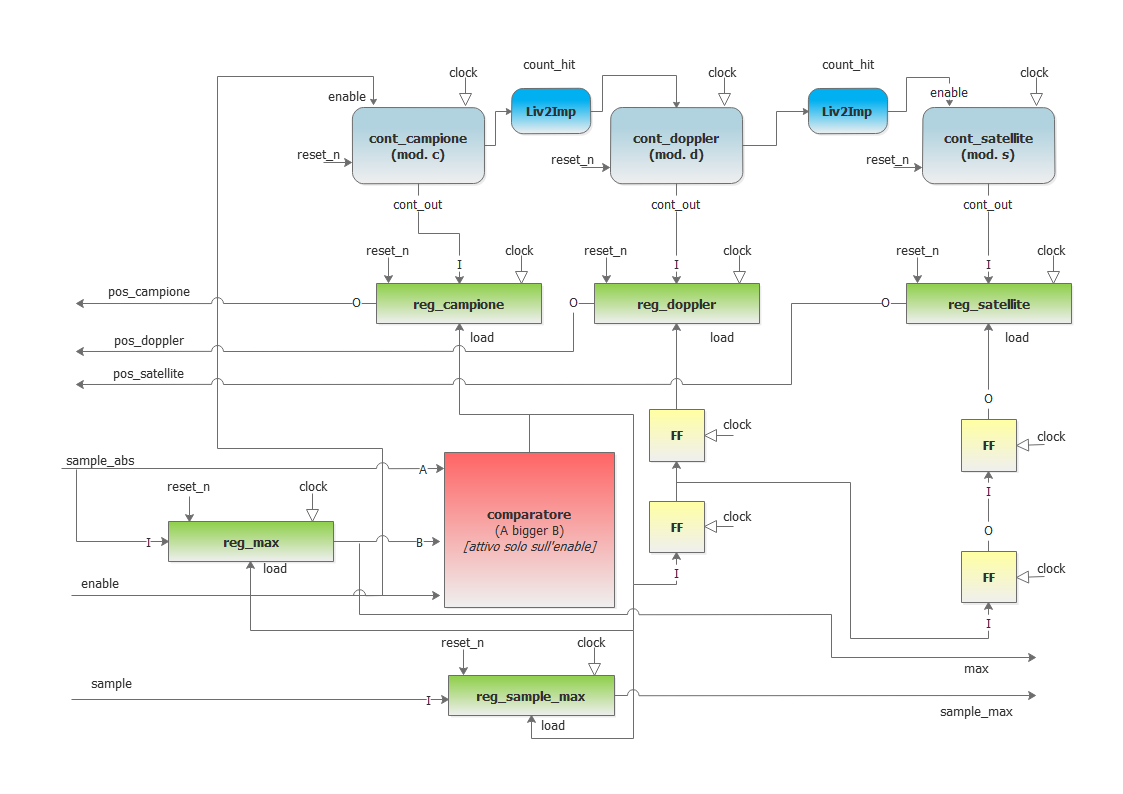 count_hit
count_hit
clock
clock
clock
enable
enable
Liv2Imp
Liv2Imp
cont_campione
(mod. c)
cont_doppler
(mod. d)
cont_satellite
(mod. s)
reset_n
reset_n
reset_n
cont_out
cont_out
cont_out
reset_n
clock
reset_n
clock
reset_n
clock
I
I
I
pos_campione
O
reg_campione
O
reg_doppler
O
reg_satellite
load
load
load
pos_doppler
pos_satellite
O
clock
FF
clock
FF
sample_abs
A
reset_n
clock
I
comparatore
(A bigger B)
[attivo solo sull'enable]
clock
FF
O
I
reg_max
B
load
I
clock
FF
enable
I
reset_n
clock
max
sample
I
reg_sample_max
sample_max
load